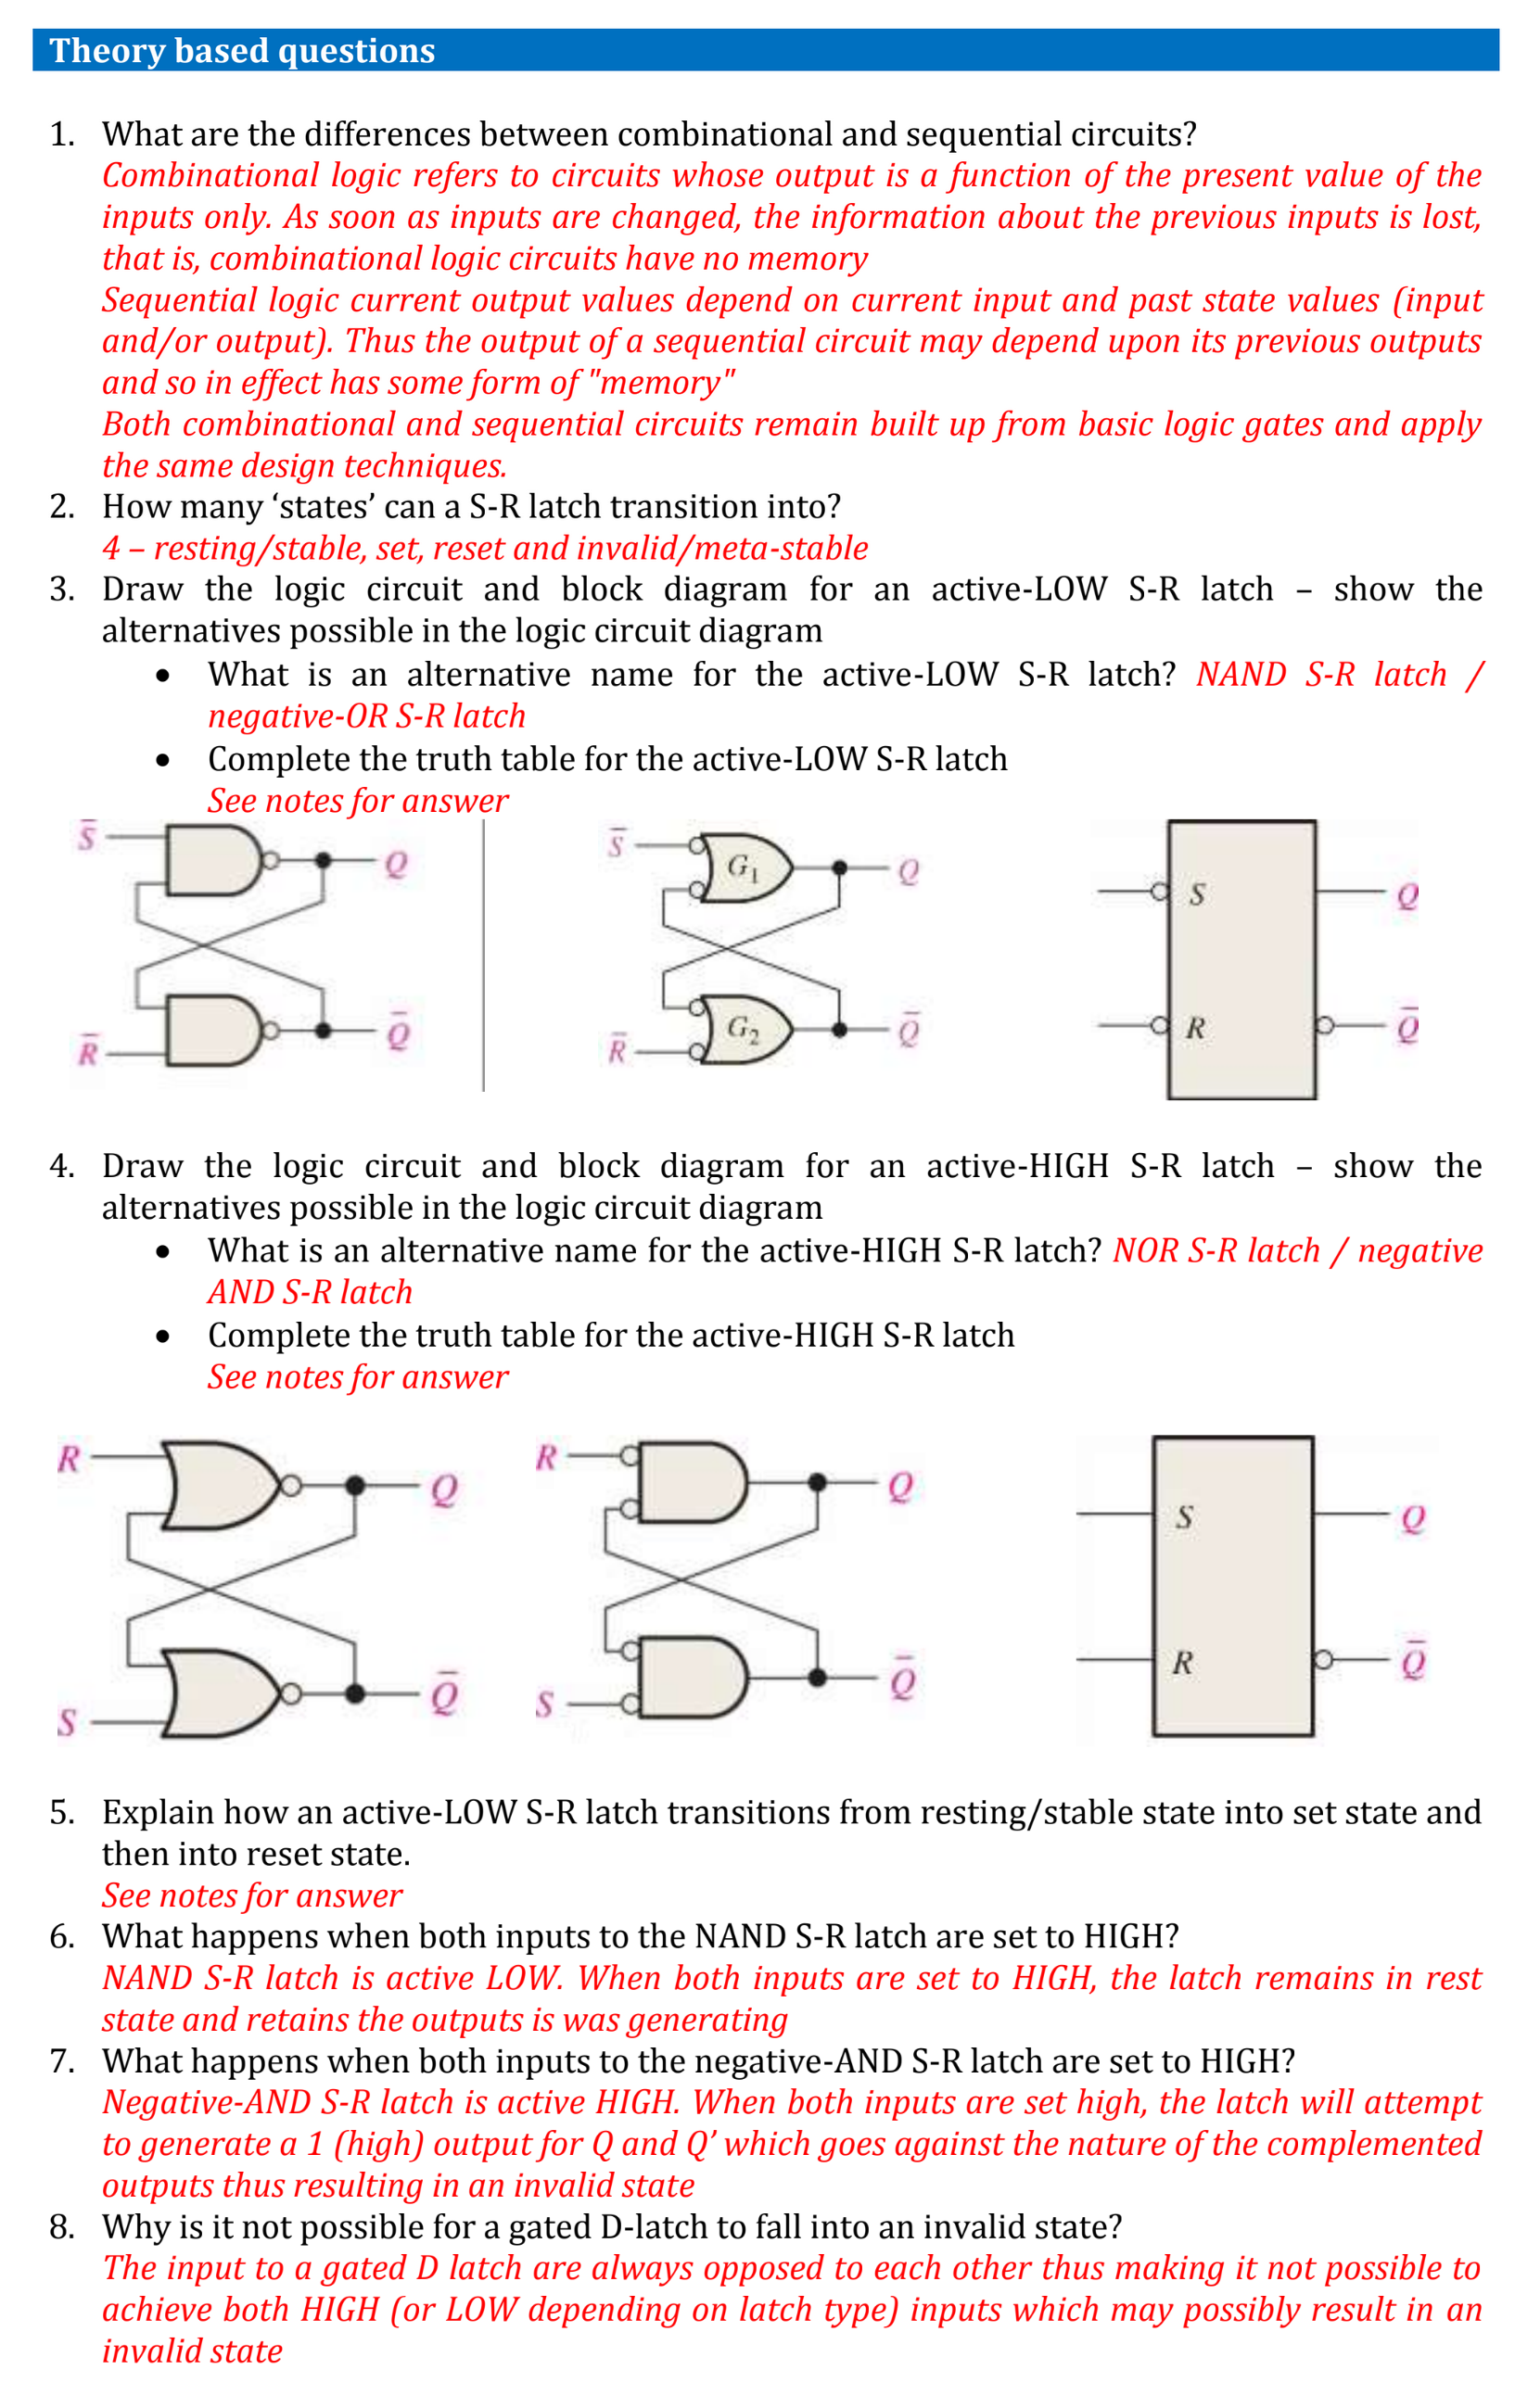 Theory based questions
1. What are the differences between combinational and sequential circuits?
Combinational logic refers to circuits whose output is a function of the present value of the
inputs only. As soon as inputs are changed, the information about the previous inputs is lost,
that is, combinational logic circuits have no memory
Sequential logic current output values depend on current input and past state values (input
and/or output). Thus the output of a sequential circuit may depend upon its previous outputs
and so in effect has some form of "memory"
Both combinational and sequential circuits remain built up from basic logic gates and apply
the same design techniques.
2. How many ‘states’ can a S-R latch transition into?
4 – resting/stable, set, reset and invalid/meta-stable
3. Draw the logic circuit and block diagram for an active-LOW S-R latch – show the
alternatives possible in the logic circuit diagram
• What is an alternative name for the active-LOW S-R latch? NAND S-R latch /
negative-OR S-R latch
• Complete the truth table for the active-LOW S-R latch
See notes for answer
S̅ Q S̅ G₁ Q S Q
R̅ Q̅ R̅ G₂ Q̅ R Q̅
4. Draw the logic circuit and block diagram for an active-HIGH S-R latch – show the
alternatives possible in the logic circuit diagram
• What is an alternative name for the active-HIGH S-R latch? NOR S-R latch / negative
AND S-R latch
• Complete the truth table for the active-HIGH S-R latch
See notes for answer
R Q R Q S Q
S Q̅ S Q̅ R Q̅
5. Explain how an active-LOW S-R latch transitions from resting/stable state into set state and
then into reset state.
See notes for answer
6. What happens when both inputs to the NAND S-R latch are set to HIGH?
NAND S-R latch is active LOW. When both inputs are set to HIGH, the latch remains in rest
state and retains the outputs is was generating
7. What happens when both inputs to the negative-AND S-R latch are set to HIGH?
Negative-AND S-R latch is active HIGH. When both inputs are set high, the latch will attempt
to generate a 1 (high) output for Q and Q’ which goes against the nature of the complemented
outputs thus resulting in an invalid state
8. Why is it not possible for a gated D-latch to fall into an invalid state?
The input to a gated D latch are always opposed to each other thus making it not possible to
achieve both HIGH (or LOW depending on latch type) inputs which may possibly result in an
invalid state